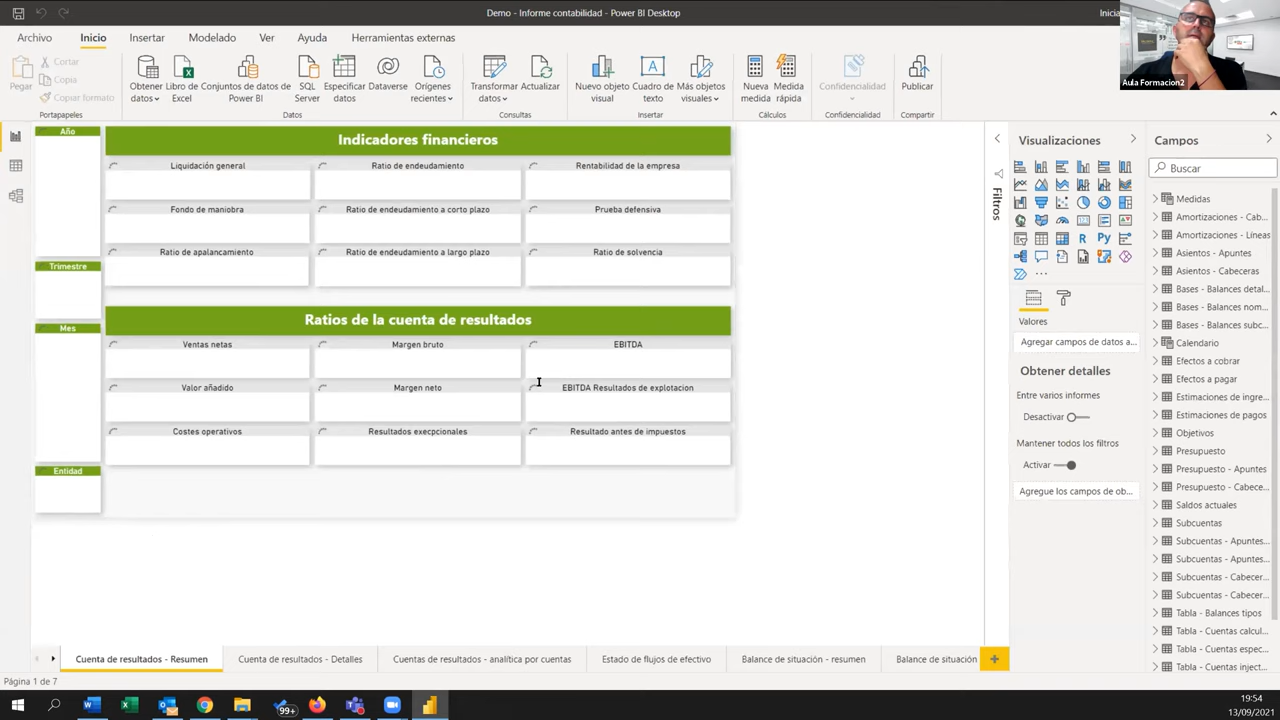 Demo - Informe contabilidad - Power BI Desktop
Inicia
Archivo
Inicio
Insertar
Modelado
Ver
Ayuda
Herramientas externas
Aula Formacion2
Pegar
Cortar
Copia
Copiar formato
Portapapeles
Obtener datos
Libro de Excel
Conjuntos de datos de Power BI
SQL Server
Especificar datos
Dataverse
Orígenes recientes
Datos
Transformar datos
Actualizar
Consultas
Nuevo objeto visual
Cuadro de texto
Más objetos visuales
Insertar
Nueva medida
Medida rápida
Cálculos
Confidencialidad
Confidencialidad
Publicar
Compartir
Año
Trimestre
Mes
Entidad
Indicadores financieros
Liquidación general
Ratio de endeudamiento
Rentabilidad de la empresa
Fondo de maniobra
Ratio de endeudamiento a corto plazo
Prueba defensiva
Ratio de apalancamiento
Ratio de endeudamiento a largo plazo
Ratio de solvencia
Ratios de la cuenta de resultados
Ventas netas
Margen bruto
EBITDA
Valor añadido
Margen neto
EBITDA Resultados de explotacion
Costes operativos
Resultados execpcionales
Resultado antes de impuestos
Filtros
Visualizaciones
R
Py
Valores
Agregar campos de datos a...
Obtener detalles
Entre varios informes
Desactivar
Mantener todos los filtros
Activar
Agregue los campos de ob...
Campos
Buscar
Medidas
Amortizaciones - Cab...
Amortizaciones - Líneas
Asientos - Apuntes
Asientos - Cabeceras
Bases - Balances detal...
Bases - Balances nom...
Bases - Balances subc...
Calendario
Efectos a cobrar
Efectos a pagar
Estimaciones de ingre...
Estimaciones de pagos
Objetivos
Presupuesto
Presupuesto - Apuntes
Presupuesto - Cabece...
Saldos actuales
Subcuentas
Subcuentas - Apuntes...
Subcuentas - Apuntes...
Subcuentas - Cabecer...
Subcuentas - Cabecer...
Tabla - Balances tipos
Tabla - Cuentas calcul...
Tabla - Cuentas espec...
Tabla - Cuentas inject...
Cuenta de resultados - Resumen
Cuenta de resultados - Detalles
Cuentas de resultados - analítica por cuentas
Estado de flujos de efectivo
Balance de situación - resumen
Balance de situación
Página 1 de 7
99+
19:54
13/09/2021